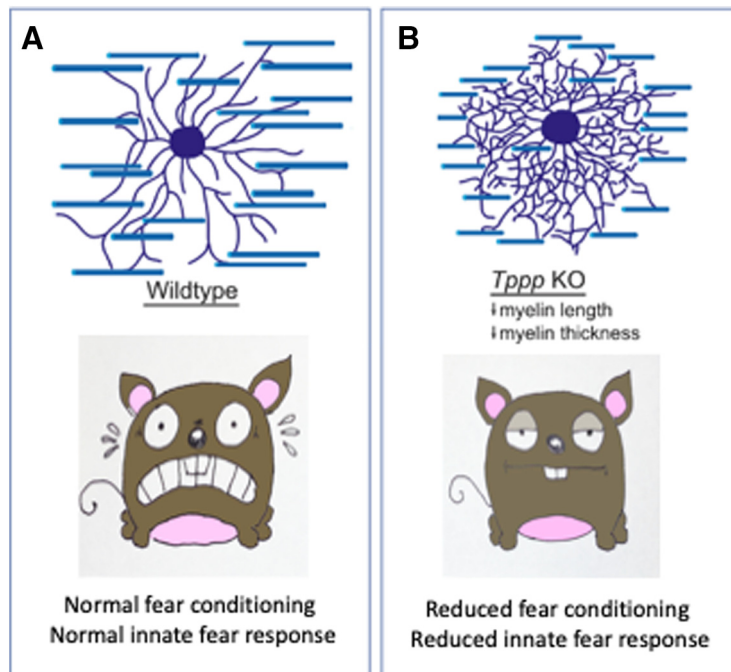 A
Wildtype
Normal fear conditioning
Normal innate fear response
B
Tppp KO
⬇myelin length
⬇myelin thickness
Reduced fear conditioning
Reduced innate fear response